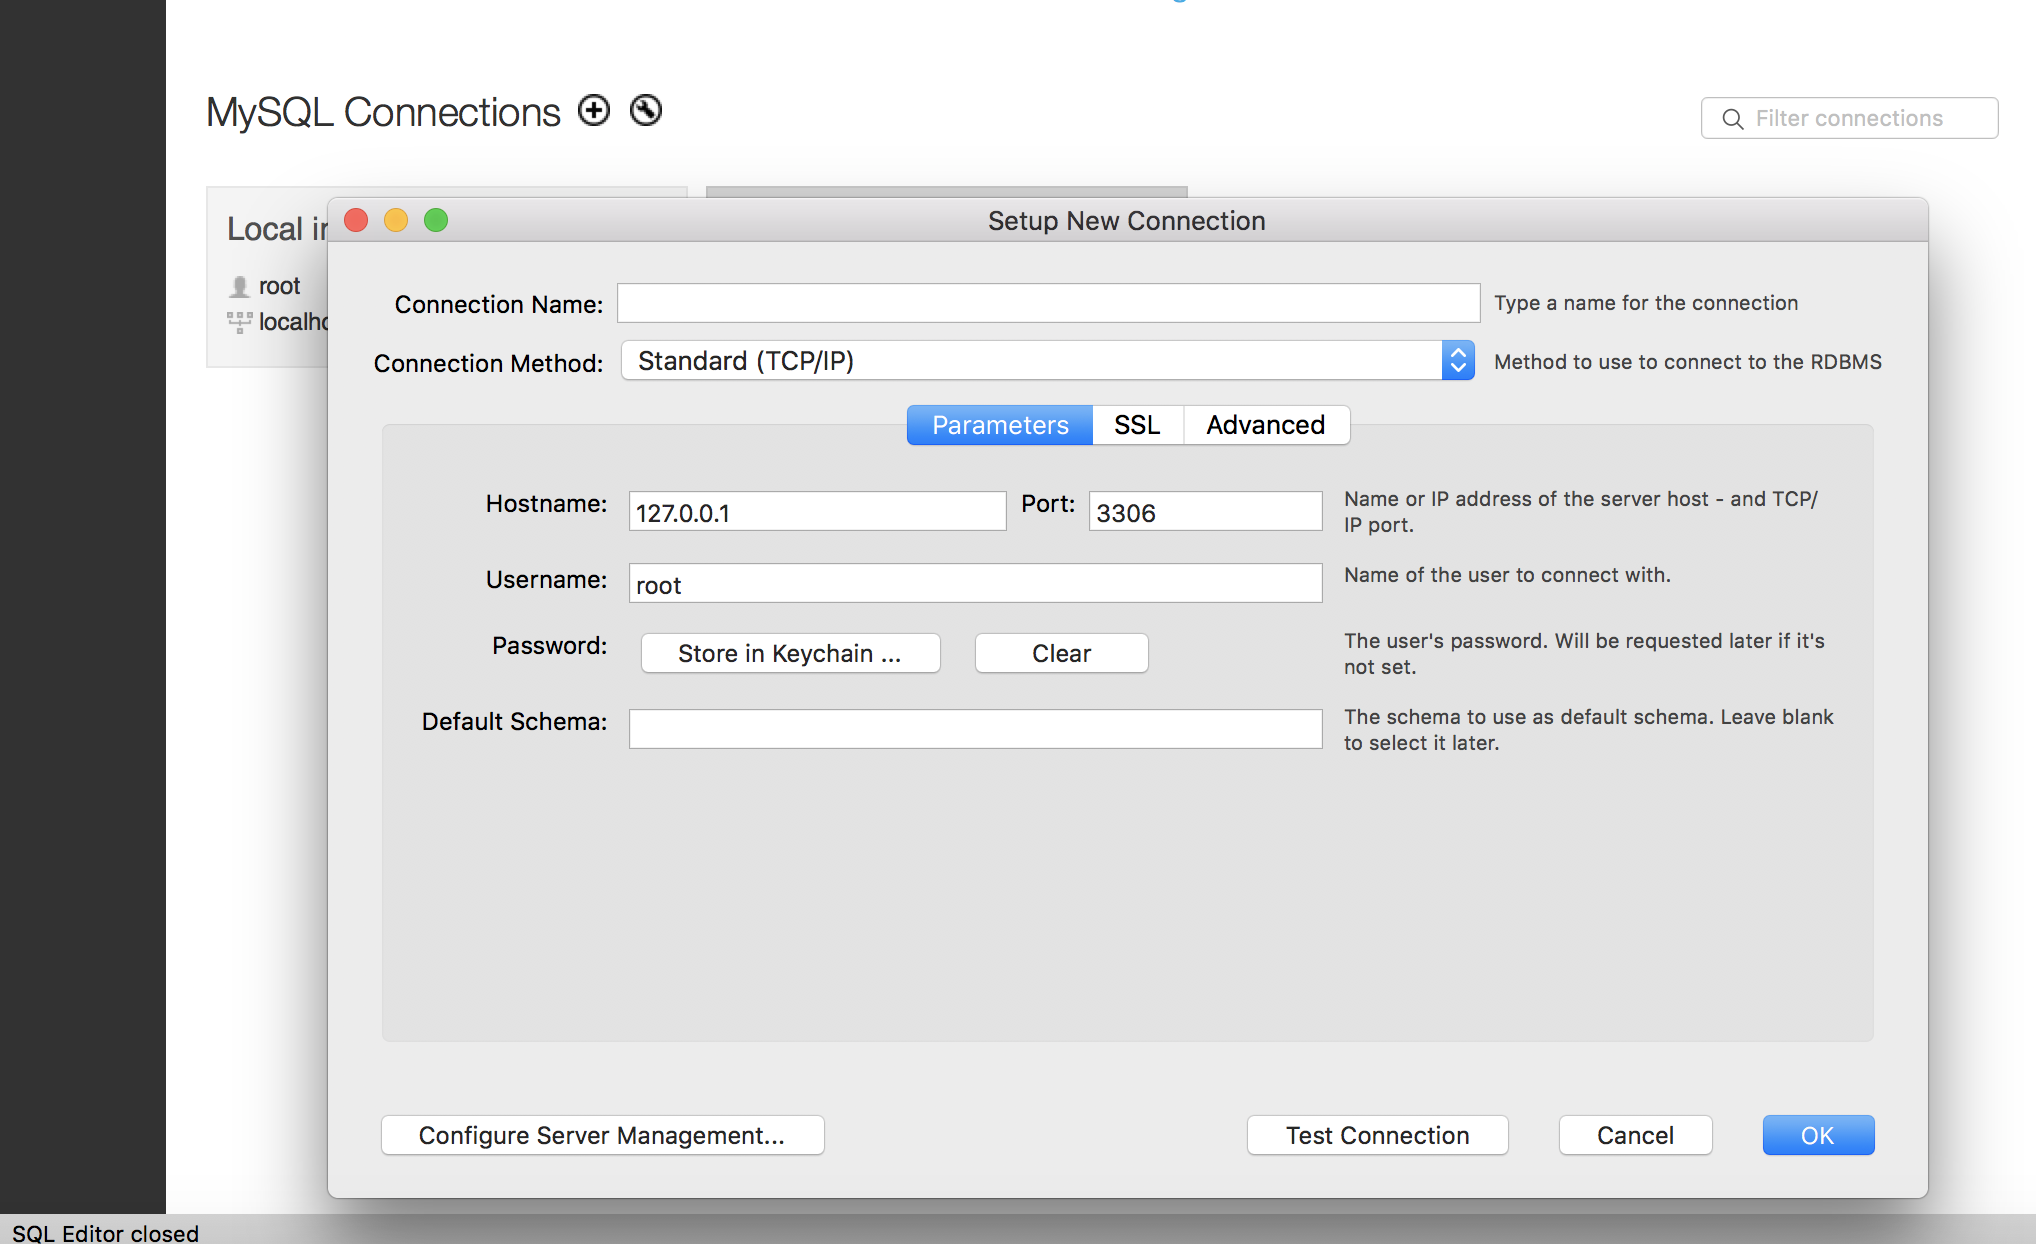 MySQL Connections
Filter connections
Local
root
Setup New Connection
Connection Name:
Type a name for the connection
Connection Method:
Standard (TCP/IP)
Method to use to connect to the RDBMS
Parameters
SSL
Advanced
Hostname:
127.0.0.1
Port:
3306
Name or IP address of the server host - and TCP/
IP port.
Username:
root
Name of the user to connect with.
Password:
Store in Keychain ...
Clear
The user's password. Will be requested later if it's
not set.
Default Schema:
The schema to use as default schema. Leave blank
to select it later.
Configure Server Management...
Test Connection
Cancel
OK
SQL Editor closed